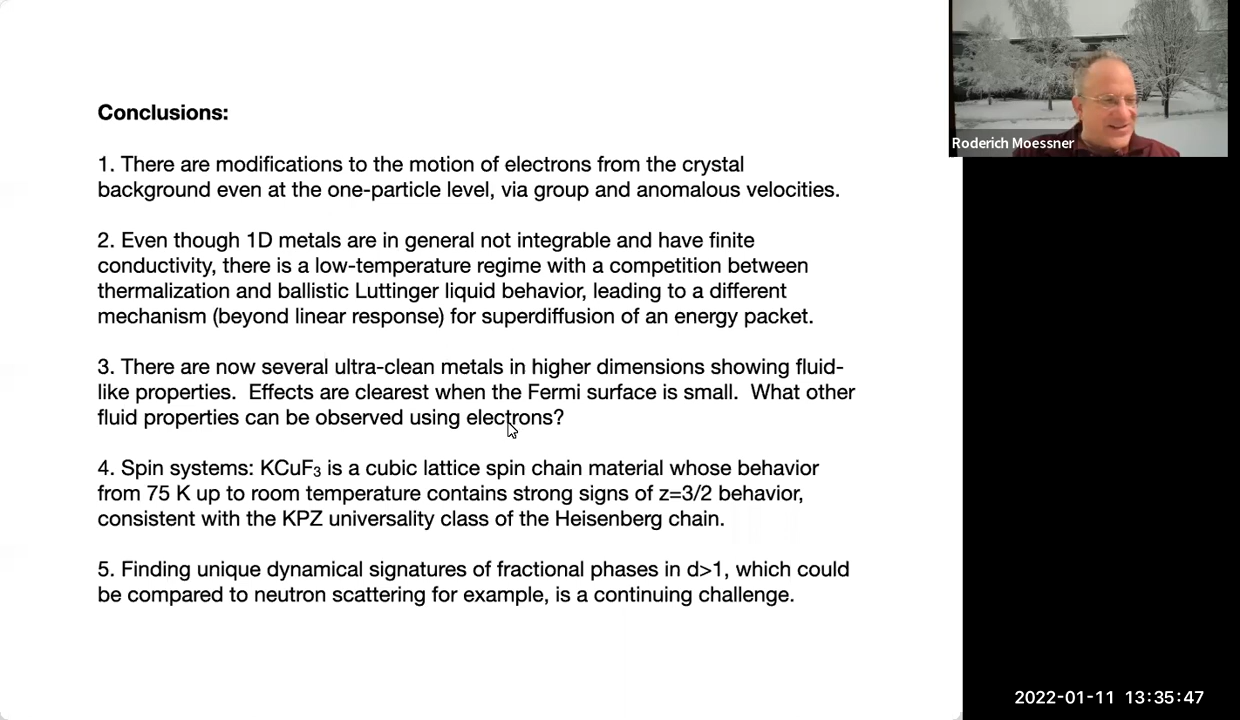 Conclusions:
1. There are modifications to the motion of electrons from the crystal
background even at the one-particle level, via group and anomalous velocities.
2. Even though 1D metals are in general not integrable and have finite
conductivity, there is a low-temperature regime with a competition between
thermalization and ballistic Luttinger liquid behavior, leading to a different
mechanism (beyond linear response) for superdiffusion of an energy packet.
3. There are now several ultra-clean metals in higher dimensions showing fluid-
like properties.  Effects are clearest when the Fermi surface is small.  What other
fluid properties can be observed using electrons?
4. Spin systems: KCuF₃ is a cubic lattice spin chain material whose behavior
from 75 K up to room temperature contains strong signs of z=3/2 behavior,
consistent with the KPZ universality class of the Heisenberg chain.
5. Finding unique dynamical signatures of fractional phases in d>1, which could
be compared to neutron scattering for example, is a continuing challenge.
Roderich Moessner
2022-01-11 13:35:47